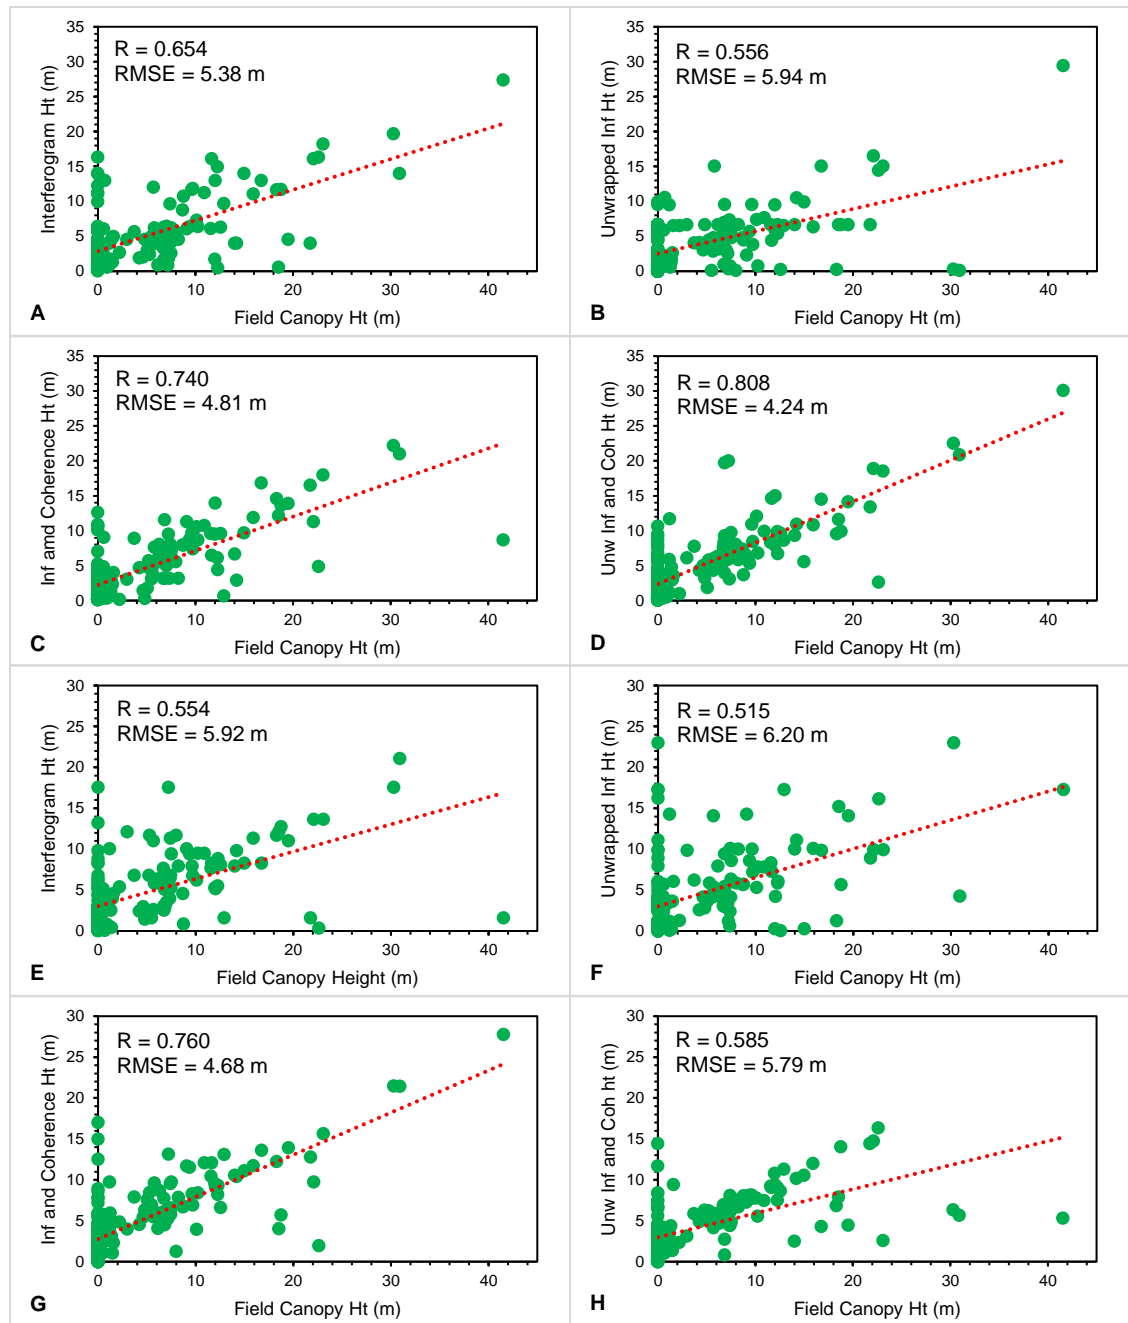 R = 0.654
RMSE = 5.38 m
Interferogram Ht (m)
35
30
25
20
15
10
5
0
0 10 20 30 40
Field Canopy Ht (m)
A
R = 0.556
RMSE = 5.94 m
Unwrapped Inf Ht (m)
35
30
25
20
15
10
5
0
0 10 20 30 40
Field Canopy Ht (m)
B
R = 0.740
RMSE = 4.81 m
Inf amd Coherence Ht (m)
35
30
25
20
15
10
5
0
0 10 20 30 40
Field Canopy Ht (m)
C
R = 0.808
RMSE = 4.24 m
Unw Inf and Coh Ht (m)
35
30
25
20
15
10
5
0
0 10 20 30 40
Field Canopy Ht (m)
D
R = 0.554
RMSE = 5.92 m
Interferogram Ht (m)
30
25
20
15
10
5
0
0 10 20 30 40
Field Canopy Height (m)
E
R = 0.515
RMSE = 6.20 m
Unwrapped Inf Ht (m)
30
25
20
15
10
5
0
0 10 20 30 40
Field Canopy Ht (m)
F
R = 0.760
RMSE = 4.68 m
Inf and Coherence Ht (m)
30
25
20
15
10
5
0
0 10 20 30 40
Field Canopy Ht (m)
G
R = 0.585
RMSE = 5.79 m
Unw Inf and Coh ht (m)
30
25
20
15
10
5
0
0 10 20 30 40
Field Canopy Ht (m)
H